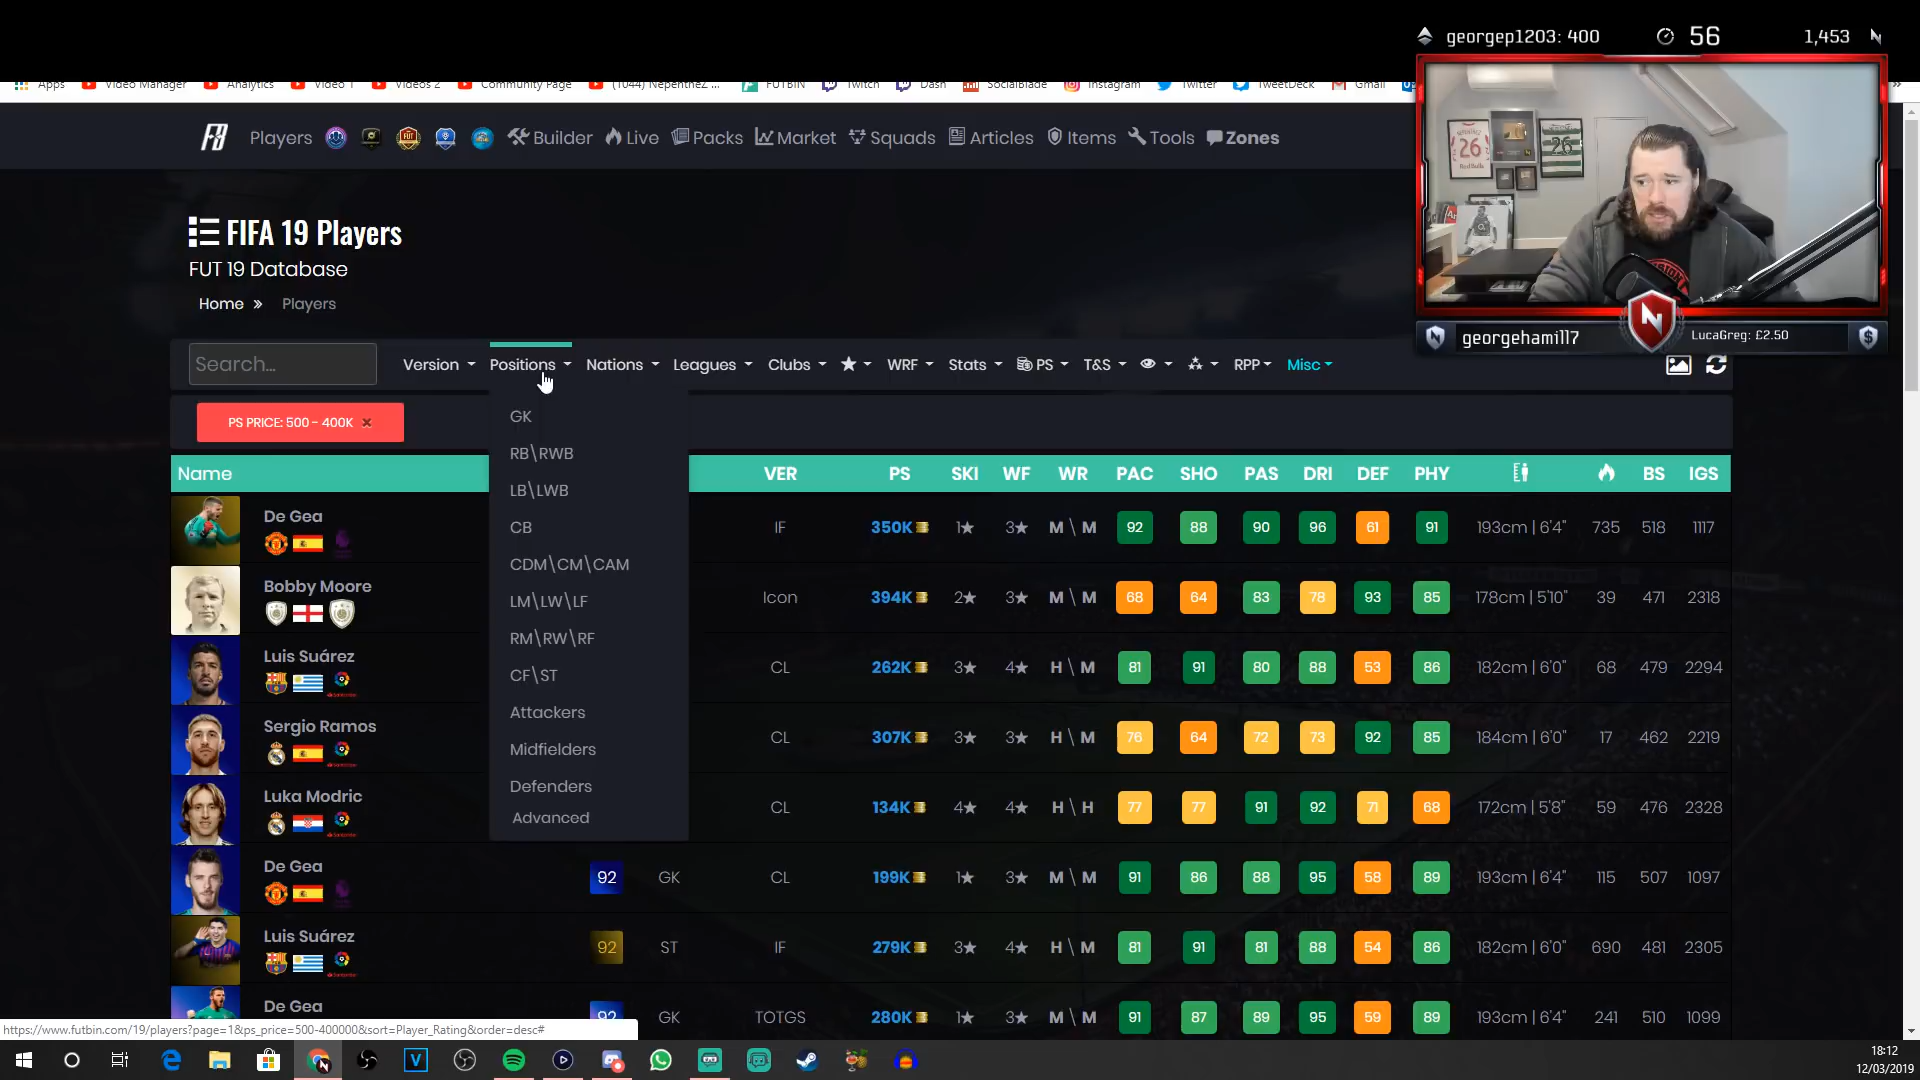 georgep1203: 400 56 1,453
Apps Video Manager Analytics Video 1 Videos 2 Community Page (1044) NepentheZ ... FUTBIN Twitch Dash SocialBlade Instagram Twitter TweetDeck Gmail
Players Builder Live Packs Market Squads Articles Items Tools Zones
FIFA 19 Players
FUT 19 Database
Home » Players
georgehamill7 LucaGreg: £2.50
Search... Version Positions Nations Leagues Clubs WRF Stats PS T&S RPP Misc
PS PRICE: 500 - 400K ×
GK
RB\RWB
LB\LWB
CB
CDM\CM\CAM
LM\LW\LF
RM\RW\RF
CF\ST
Attackers
Midfielders
Defenders
Advanced
Name VER PS SKI WF WR PAC SHO PAS DRI DEF PHY BS IGS
De Gea IF 350K 1★ 3★ M \ M 92 88 90 96 61 91 193cm | 6'4" 735 518 1117
Bobby Moore Icon 394K 2★ 3★ M \ M 68 64 83 78 93 85 178cm | 5'10" 39 471 2318
Luis Suárez CL 262K 3★ 4★ H \ M 81 91 80 88 53 86 182cm | 6'0" 68 479 2294
Sergio Ramos CL 307K 3★ 3★ H \ M 76 64 72 73 92 85 184cm | 6'0" 17 462 2219
Luka Modric CL 134K 4★ 4★ H \ H 77 77 91 92 71 68 172cm | 5'8" 59 476 2328
De Gea 92 GK CL 199K 1★ 3★ M \ M 91 86 88 95 58 89 193cm | 6'4" 115 507 1097
Luis Suárez 92 ST IF 279K 3★ 4★ H \ M 81 91 81 88 54 86 182cm | 6'0" 690 481 2305
De Gea 92 GK TOTGS 280K 1★ 3★ M \ M 91 87 89 95 59 89 193cm | 6'4" 241 510 1099
https://www.futbin.com/19/players?page=1&ps_price=500-400000&sort=Player_Rating&order=desc#
18:12
12/03/2019